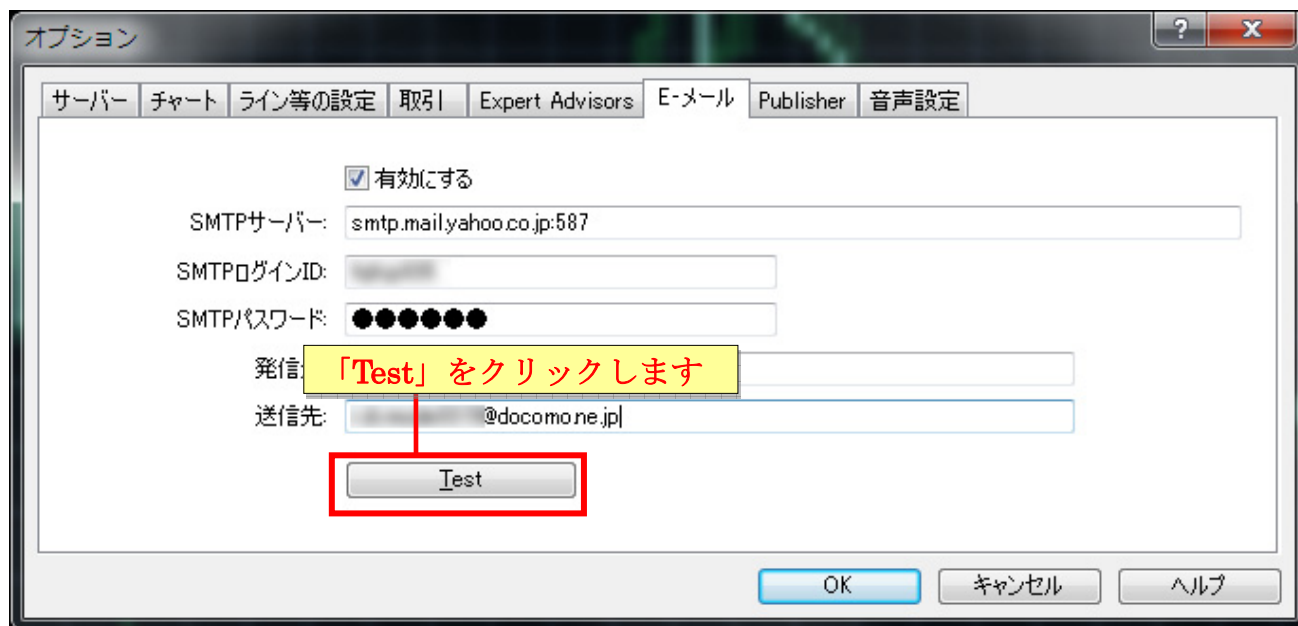 オプション
?
サーバー チャート ライン等の設定 取引 Expert Advisors E-メール Publisher 音声設定
有効にする
SMTPサーバー: smtp.mail.yahoo.co.jp:587
SMTPログインID:
SMTPパスワード: ●●●●●●
発信
「Test」をクリックします
送信先: @docomo.ne.jp
Test
OK キャンセル ヘルプ